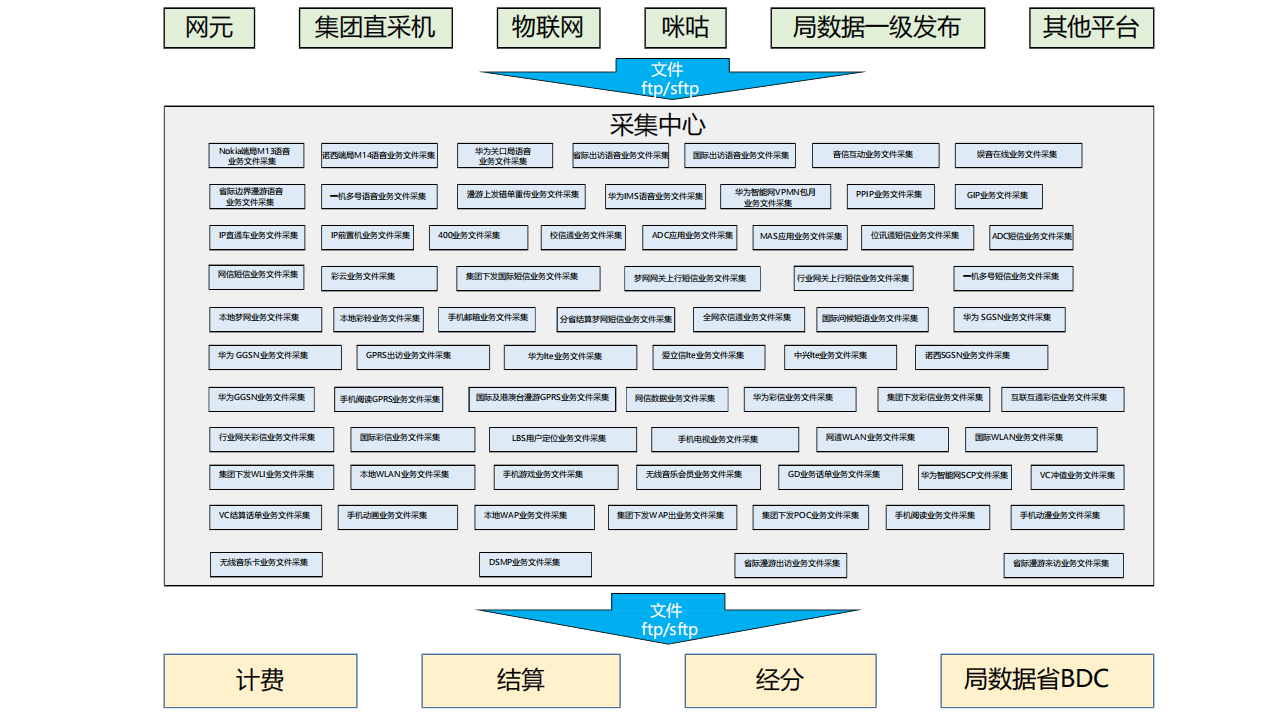 网元
集团直采机
物联网
咪咕
局数据一级发布
其他平台
文件
ftp/sftp
采集中心
Nokia端局M13语音
业务文件采集
诺西端局M14语音业务文件采集
华为关口局语音
业务文件采集
省际出访语音业务文件采集
国际出访语音业务文件采集
音信互动业务文件采集
娱音在线业务文件采集
省际边界漫游语音
业务文件采集
一机多号语音业务文件采集
漫游上发错单重传业务文件采集
华为IMS语音业务文件采集
华为智能网VPMN包月
业务文件采集
PPIP业务文件采集
GIP业务文件采集
IP直通车业务文件采集
IP前置机业务文件采集
400业务文件采集
校信通业务文件采集
ADC应用业务文件采集
MAS应用业务文件采集
位讯通短信业务文件采集
ADC短信业务文件采集
网信短信业务文件采集
彩云业务文件采集
集团下发国际短信业务文件采集
梦网网关上行短信业务文件采集
行业网关上行短信业务文件采集
一机多号短信业务文件采集
本地梦网业务文件采集
本地彩铃业务文件采集
手机邮箱业务文件采集
分省结算梦网短信业务文件采集
全网农信通业务文件采集
国际问候短语业务文件采集
华为 SGSN业务文件采集
华为 GGSN业务文件采集
GPRS出访业务文件采集
华为lte业务文件采集
爱立信lte业务文件采集
中兴lte业务文件采集
诺西SGSN业务文件采集
华为GGSN业务文件采集
手机阅读GPRS业务文件采集
国际及港澳台漫游GPRS业务文件采集
网信数据业务文件采集
华为彩信业务文件采集
集团下发彩信业务文件采集
互联互通彩信业务文件采集
行业网关彩信业务文件采集
国际彩信业务文件采集
LBS用户定位业务文件采集
手机电视业务文件采集
网通WLAN业务文件采集
国际WLAN业务文件采集
集团下发WLI业务文件采集
本地WLAN业务文件采集
手机游戏业务文件采集
无线音乐会员业务文件采集
GD业务话单业务文件采集
华为智能网SCP文件采集
VC冲值业务文件采集
VC结算话单业务文件采集
手机动画业务文件采集
本地WAP业务文件采集
集团下发WAP出业务文件采集
集团下发POC业务文件采集
手机阅读业务文件采集
手机动漫业务文件采集
无线音乐卡业务文件采集
DSMP业务文件采集
省际漫游出访业务文件采集
省际漫游来访业务文件采集
文件
ftp/sftp
计费
结算
经分
局数据省BDC